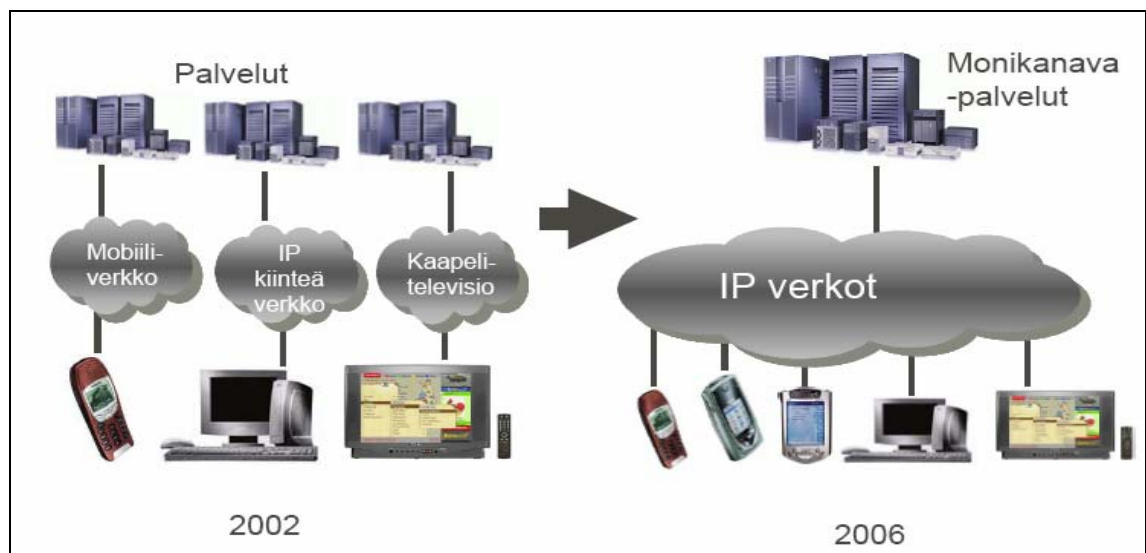 Palvelut
Mobiili-
verkko
IP
kiinteä
verkko
Kaapeli-
televisio
2002
Monikanava
-palvelut
IP verkot
2006